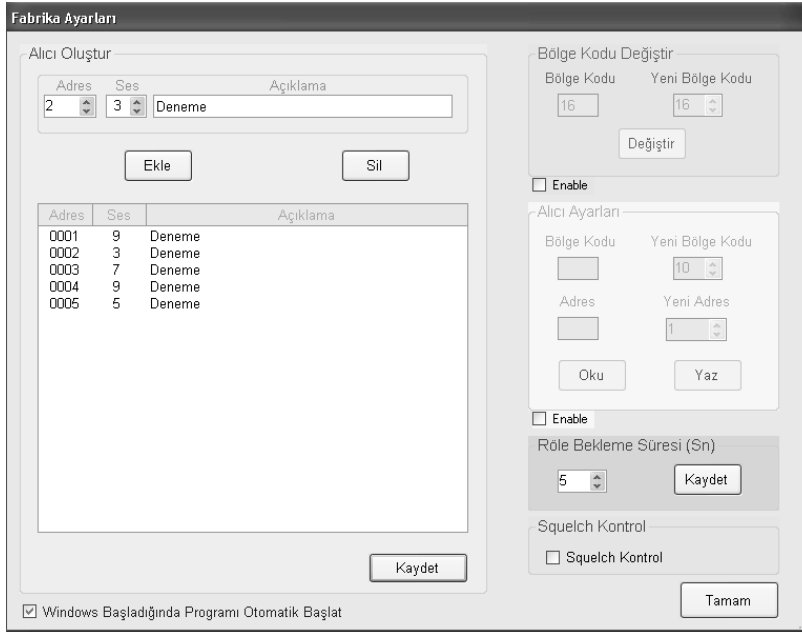 Fabrika Ayarları
Alıcı Oluştur
Adres Ses Açıklama
2 3 Deneme
Ekle Sil
Adres Ses Açıklama
0001 9 Deneme
0002 3 Deneme
0003 7 Deneme
0004 9 Deneme
0005 5 Deneme
Kaydet
Windows Başladığında Programı Otomatik Başlat
Bölge Kodu Değiştir
Bölge Kodu Yeni Bölge Kodu
16 16
Değiştir
Enable
Alıcı Ayarları
Bölge Kodu Yeni Bölge Kodu
10
Adres Yeni Adres
1
Oku Yaz
Enable
Röle Bekleme Süresi (Sn)
5 Kaydet
Squelch Kontrol
Squelch Kontrol
Tamam